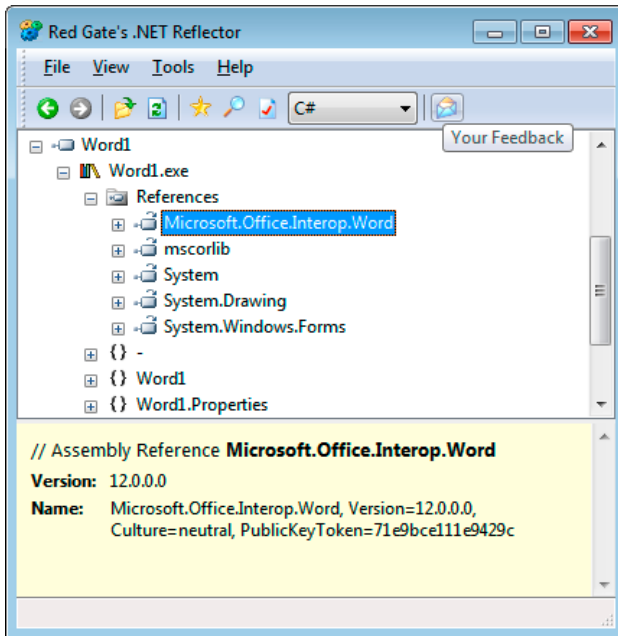 Red Gate's .NET Reflector
File View Tools Help
C#
Your Feedback
Word1
Word1.exe
References
Microsoft.Office.Interop.Word
mscorlib
System
System.Drawing
System.Windows.Forms
{} -
{} Word1
{} Word1.Properties
// Assembly Reference Microsoft.Office.Interop.Word
Version: 12.0.0.0
Name: Microsoft.Office.Interop.Word, Version=12.0.0.0,
Culture=neutral, PublicKeyToken=71e9bce111e9429c